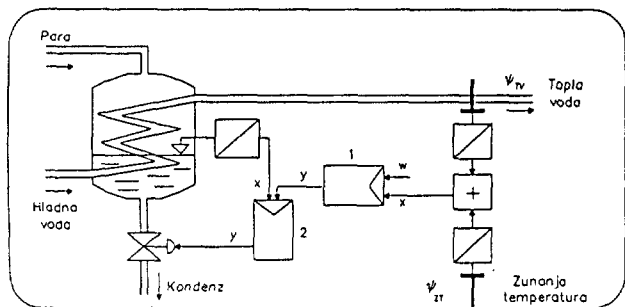 Para
ψTV
Topla
voda
1
w
y
x
x
+
Hladna
voda
2
y
Kondenz
ψZT
Zunanja
temperatura